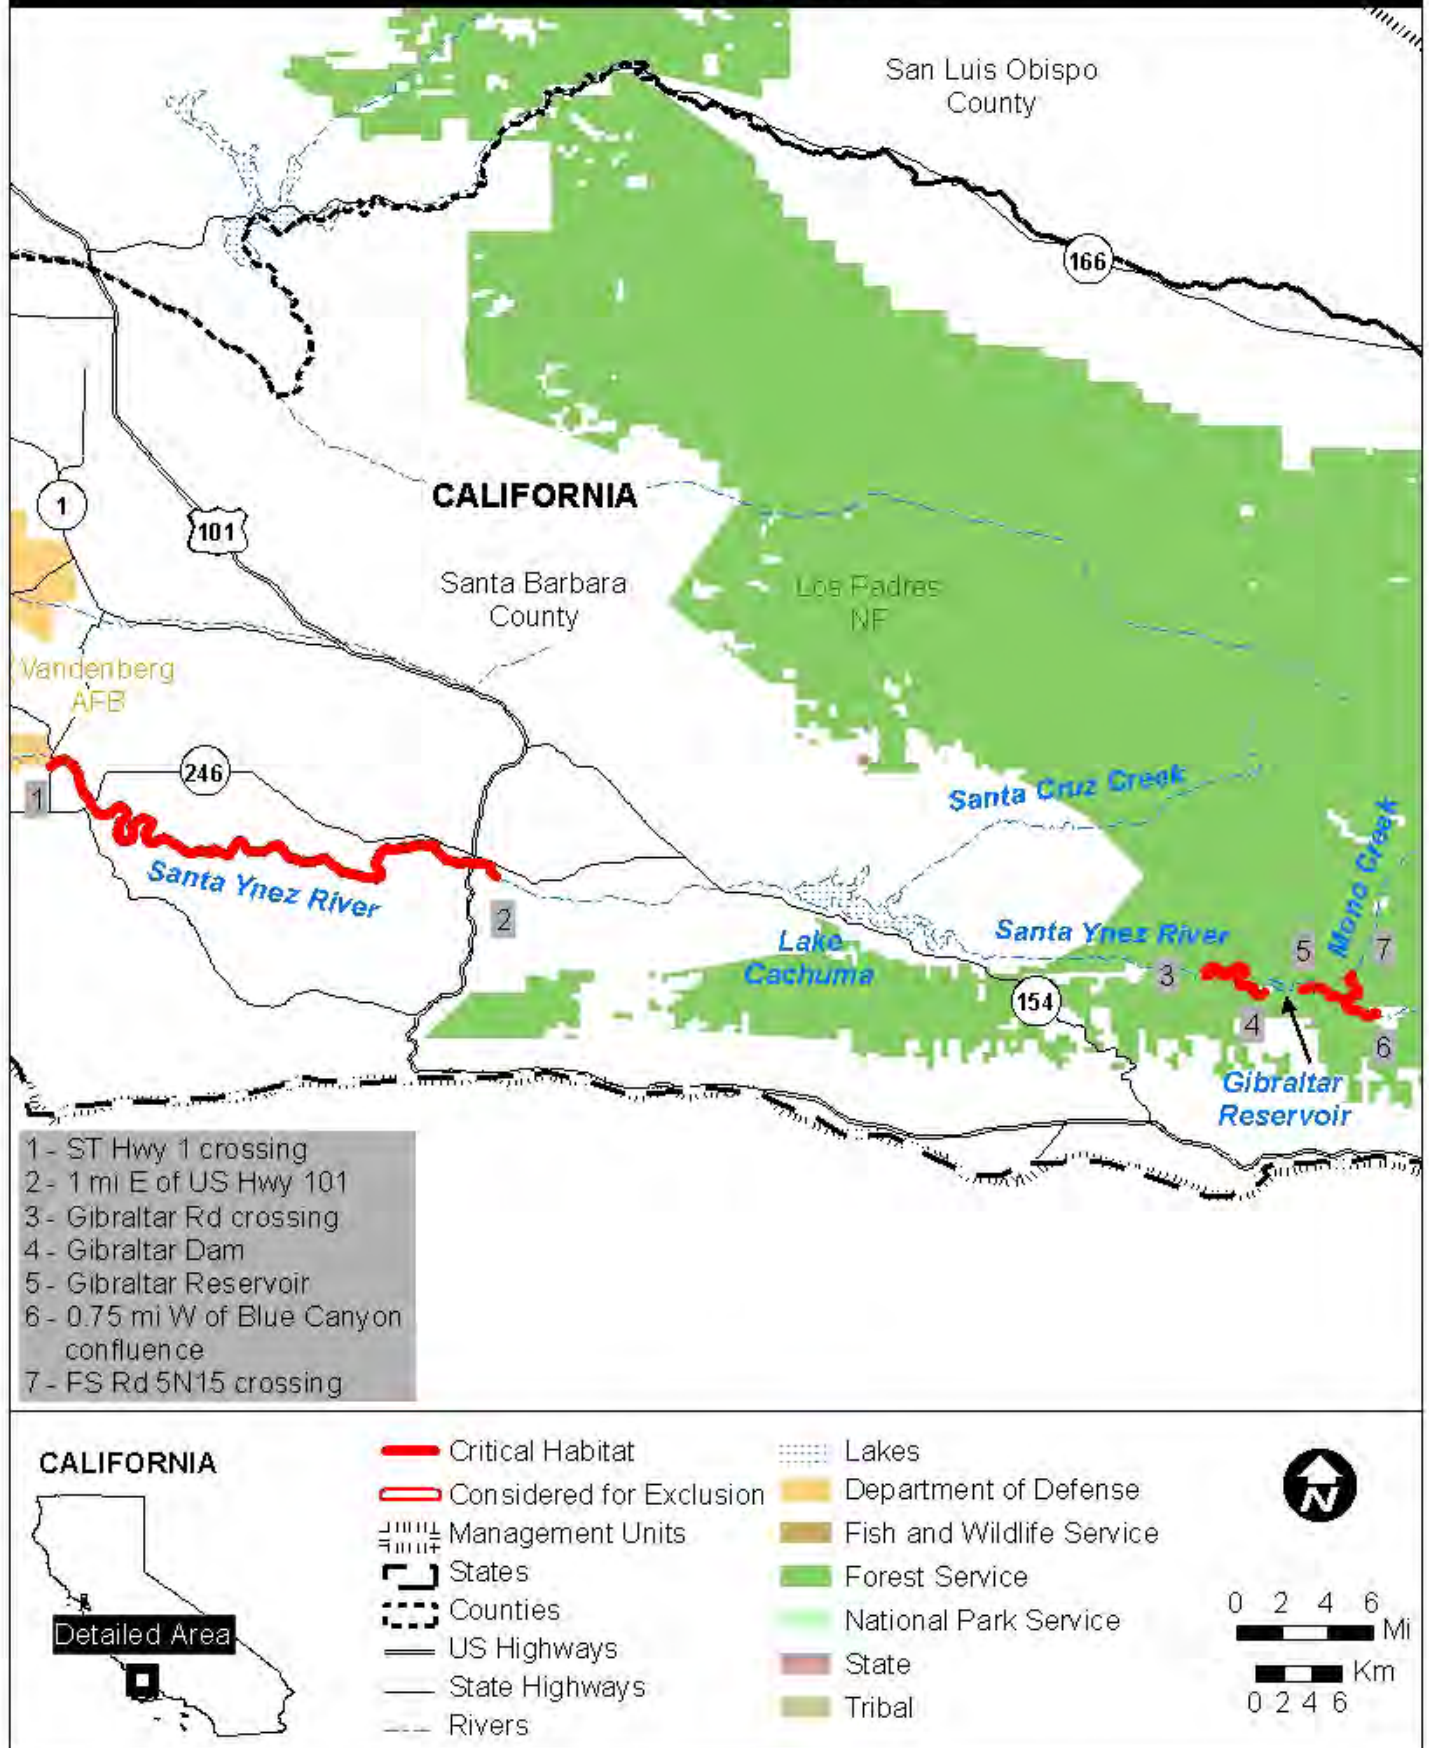 San Luis Obispo
County
166
CALIFORNIA
1
101
Santa Barbara
County
Los Padres
NF
Vandenberg
AFB
246
1
Santa Cruz Creek
Mono Creek
Santa Ynez River
2
Lake
Cachuma
Santa Ynez River
3
5
7
154
4
6
Gibraltar
Reservoir
1 - ST Hwy 1 crossing
2 - 1 mi E of US Hwy 101
3 - Gibraltar Rd crossing
4 - Gibraltar Dam
5 - Gibraltar Reservoir
6 - 0.75 mi W of Blue Canyon
confluence
7 - FS Rd 5N15 crossing
CALIFORNIA
Detailed Area
Critical Habitat
Considered for Exclusion
Management Units
States
Counties
US Highways
State Highways
Rivers
Lakes
Department of Defense
Fish and Wildlife Service
Forest Service
National Park Service
State
Tribal
N
0 2 4 6
Mi
Km
0 2 4 6